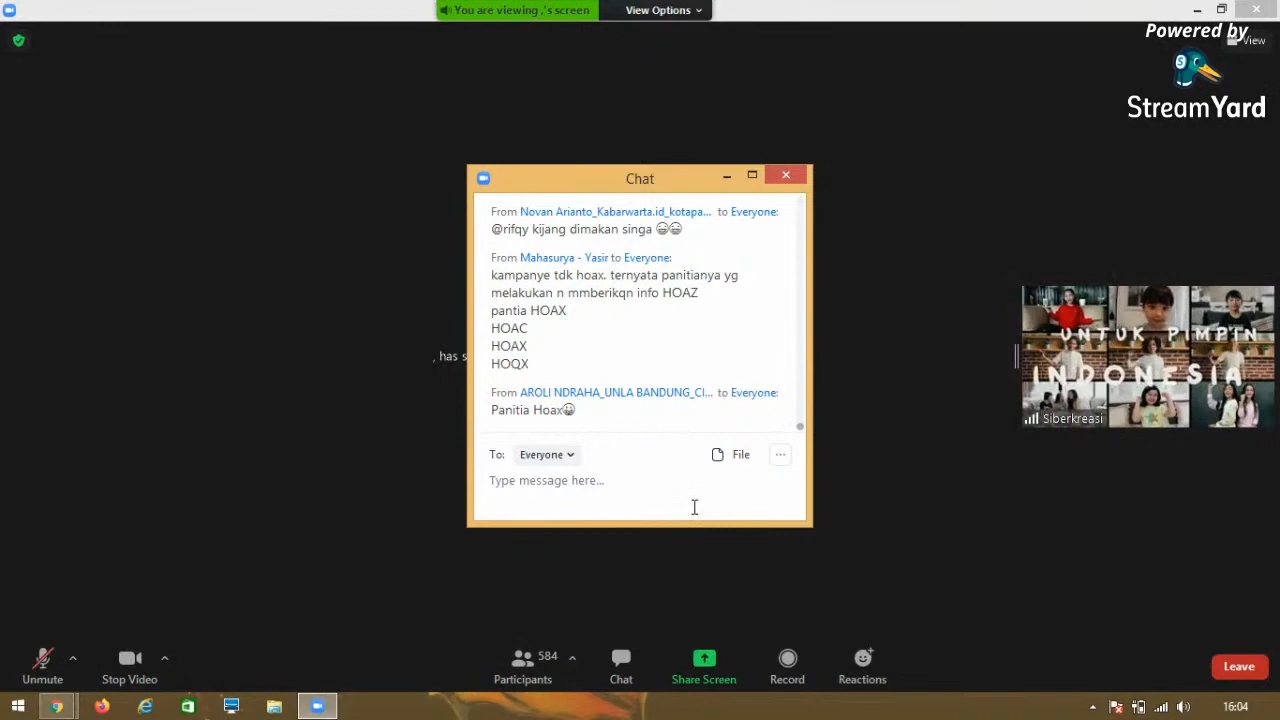 You are viewing ,'s screen
View Options
Powered by
View
StreamYard
Chat
From Novan Arianto_Kabarwarta.id_kotapa... to Everyone:
@rifqy kijang dimakan singa 😁😁
From Mahasurya - Yasir to Everyone:
kampanye tdk hoax. ternyata panitianya yg
melakukan n mmberikqn info HOAZ
pantia HOAX
HOAC
HOAX
HOQX
From AROLI NDRAHA_UNLA BANDUNG_CI... to Everyone:
Panitia Hoax😀
, has s
To: Everyone
File
Type message here...
UNTUK PIMPIN
INDONESIA
Siberkreasi
Unmute
Stop Video
584
Participants
Chat
Share Screen
Record
Reactions
Leave
16:04